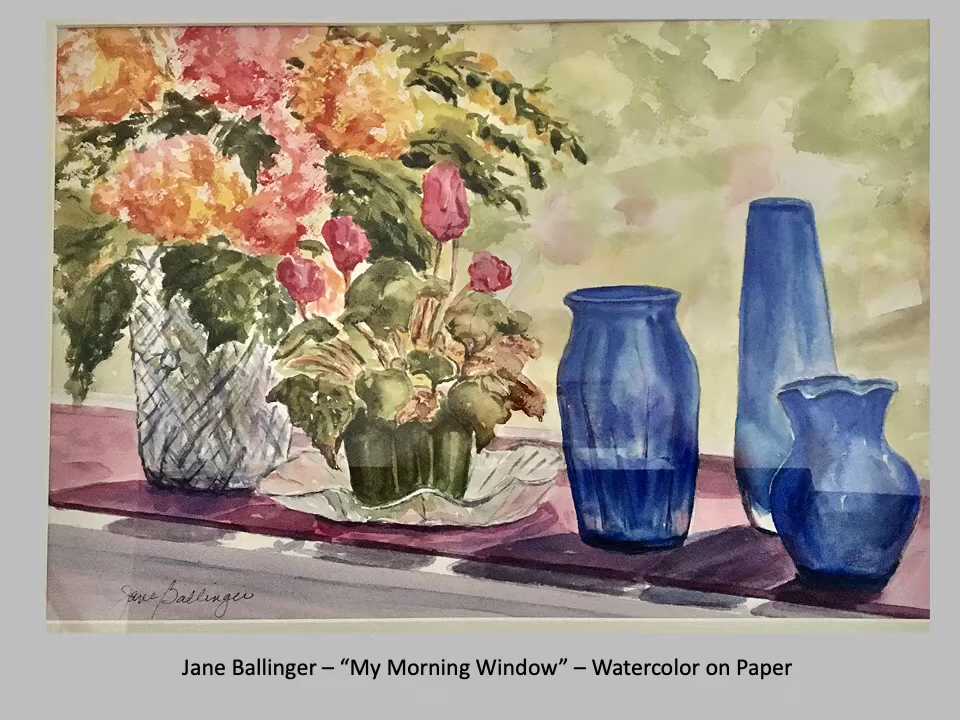 Jane Ballinger
Jane Ballinger – “My Morning Window” – Watercolor on Paper